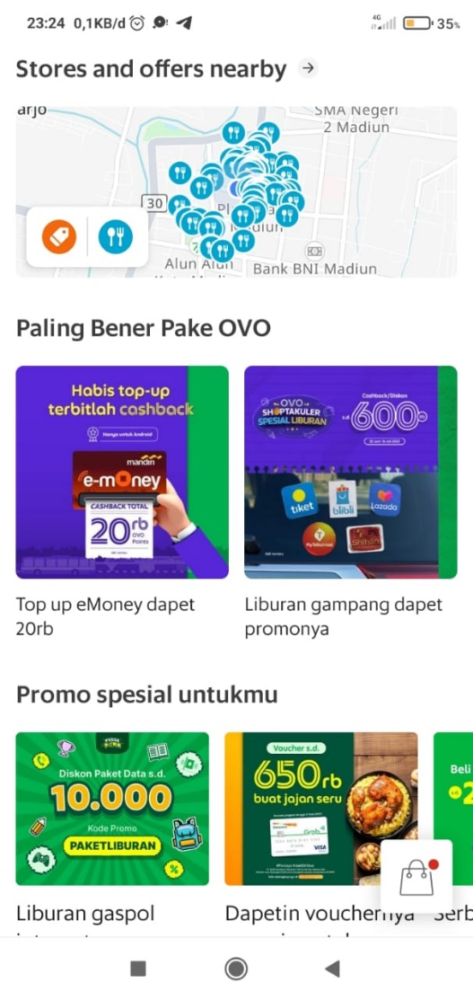 23:24 0,1KB/d
4G
35%
Stores and offers nearby
arjo
SMA Negeri
2 Madiun
30
Alun Alun
Bank BNI Madiun
Paling Bener Pake OVO
Habis top-up
terbitlah cashback
Hanya untuk Android
mandiri
e-money
CASHBACK TOTAL
20rb
OVO
Points
Cashback/Diskon
OVO
SHOPTAKULER
SPESIAL LIBURAN
s.d.
600rb
tiket
blibli
Lazada
MyTelkomsel
Top up eMoney dapet
20rb
Liburan gampang dapet
promonya
Promo spesial untukmu
Diskon Paket Data s.d.
10.000
Kode Promo
PAKETLIBURAN
Voucher s.d.
650rb
buat jajan seru
Grab
VISA
Beli
Liburan gaspol
Dapetin vouchernya
Serb